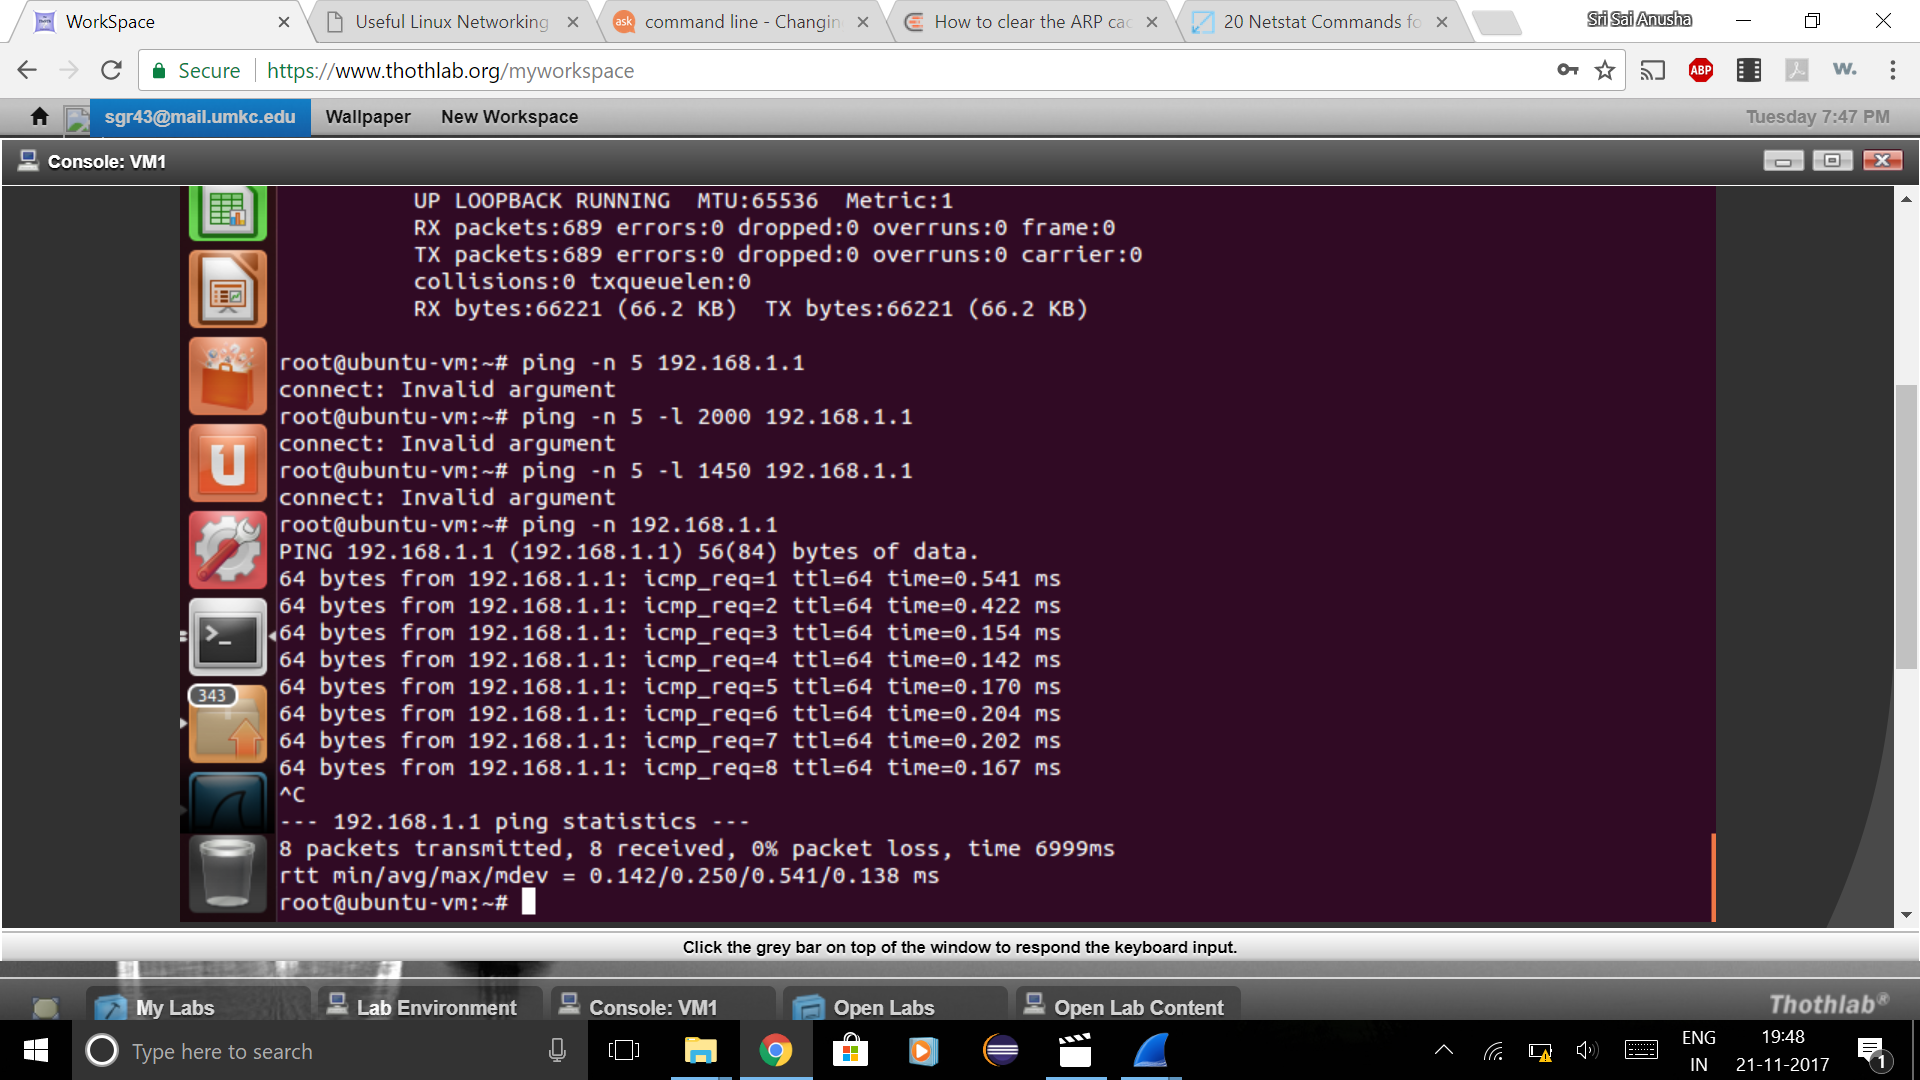 WorkSpace
Useful Linux Networking
ask command line - Changin
How to clear the ARP cac
20 Netstat Commands fo
Sri Sai Anusha
Secure https://www.thothlab.org/myworkspace
ABP
w.
sgr43@mail.umkc.edu Wallpaper New Workspace Tuesday 7:47 PM
Console: VM1
UP LOOPBACK RUNNING  MTU:65536  Metric:1
RX packets:689 errors:0 dropped:0 overruns:0 frame:0
TX packets:689 errors:0 dropped:0 overruns:0 carrier:0
collisions:0 txqueuelen:0
RX bytes:66221 (66.2 KB)  TX bytes:66221 (66.2 KB)
root@ubuntu-vm:~# ping -n 5 192.168.1.1
connect: Invalid argument
root@ubuntu-vm:~# ping -n 5 -l 2000 192.168.1.1
connect: Invalid argument
root@ubuntu-vm:~# ping -n 5 -l 1450 192.168.1.1
connect: Invalid argument
root@ubuntu-vm:~# ping -n 192.168.1.1
PING 192.168.1.1 (192.168.1.1) 56(84) bytes of data.
64 bytes from 192.168.1.1: icmp_req=1 ttl=64 time=0.541 ms
64 bytes from 192.168.1.1: icmp_req=2 ttl=64 time=0.422 ms
64 bytes from 192.168.1.1: icmp_req=3 ttl=64 time=0.154 ms
64 bytes from 192.168.1.1: icmp_req=4 ttl=64 time=0.142 ms
64 bytes from 192.168.1.1: icmp_req=5 ttl=64 time=0.170 ms
64 bytes from 192.168.1.1: icmp_req=6 ttl=64 time=0.204 ms
64 bytes from 192.168.1.1: icmp_req=7 ttl=64 time=0.202 ms
64 bytes from 192.168.1.1: icmp_req=8 ttl=64 time=0.167 ms
^C
--- 192.168.1.1 ping statistics ---
8 packets transmitted, 8 received, 0% packet loss, time 6999ms
rtt min/avg/max/mdev = 0.142/0.250/0.541/0.138 ms
root@ubuntu-vm:~#
343
Click the grey bar on top of the window to respond the keyboard input.
My Labs
Lab Environment
Console: VM1
Open Labs
Open Lab Content
Thothlab®
Type here to search
ENG
IN
19:48
21-11-2017
1